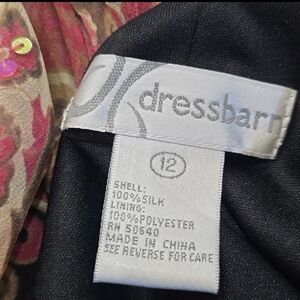 dressbarn
12
SHELL:
100%SILK
LINING:
100%POLYESTER
RN 50640
MADE IN CHINA
SEE REVERSE FOR CARE